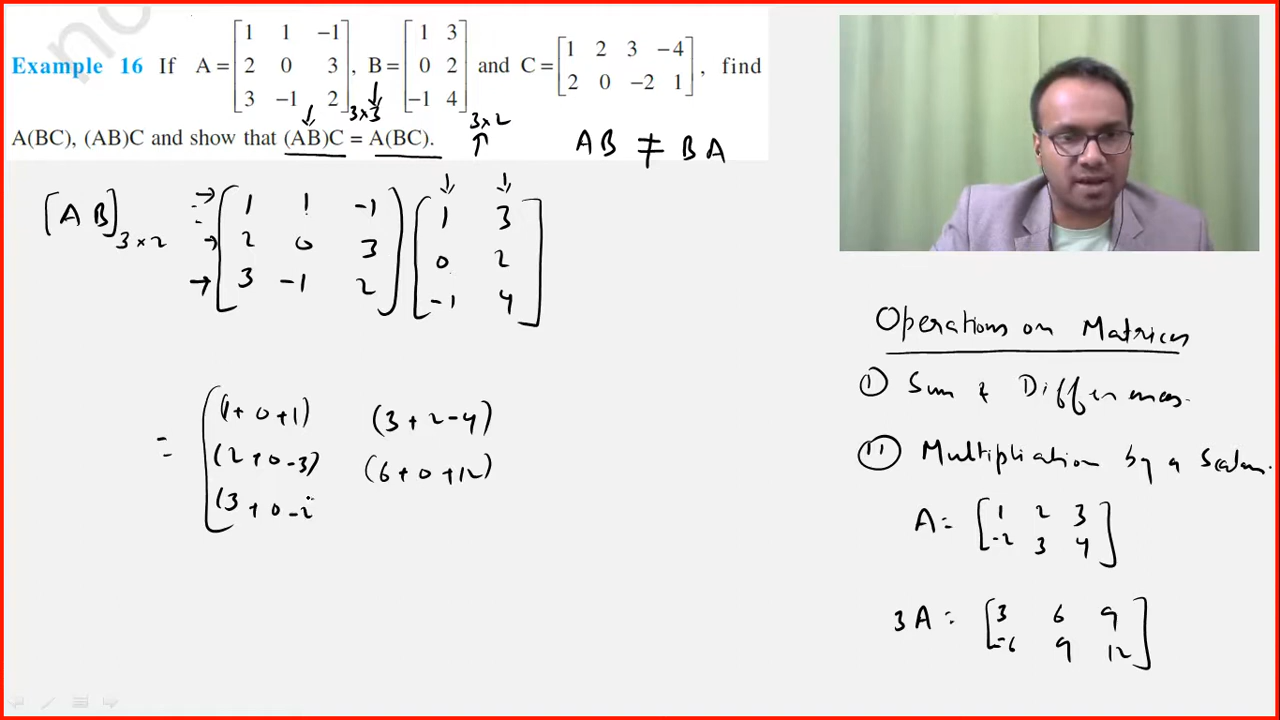 Example 16 If A = [1 1 −1; 2 0 3; 3 −1 2], B = [1 3; 0 2; −1 4] and C = [1 2 3 −4; 2 0 −2 1], find
3×3
3×2
A(BC), (AB)C and show that (AB)C = A(BC).
AB ≠ BA
[AB]3×2 [1 1 -1; 2 0 3; 3 -1 2] [1 3; 0 2; -1 4]
= [(1+0+1) (3+2-4)
(2+0-3) (6+0+12)
(3+0-2
Operations on Matrices
I Sum & Differences.
II Multipliation by a Scalar.
A = [1 2 3; -2 3 4]
3A = [3 6 9; -6 9 12]